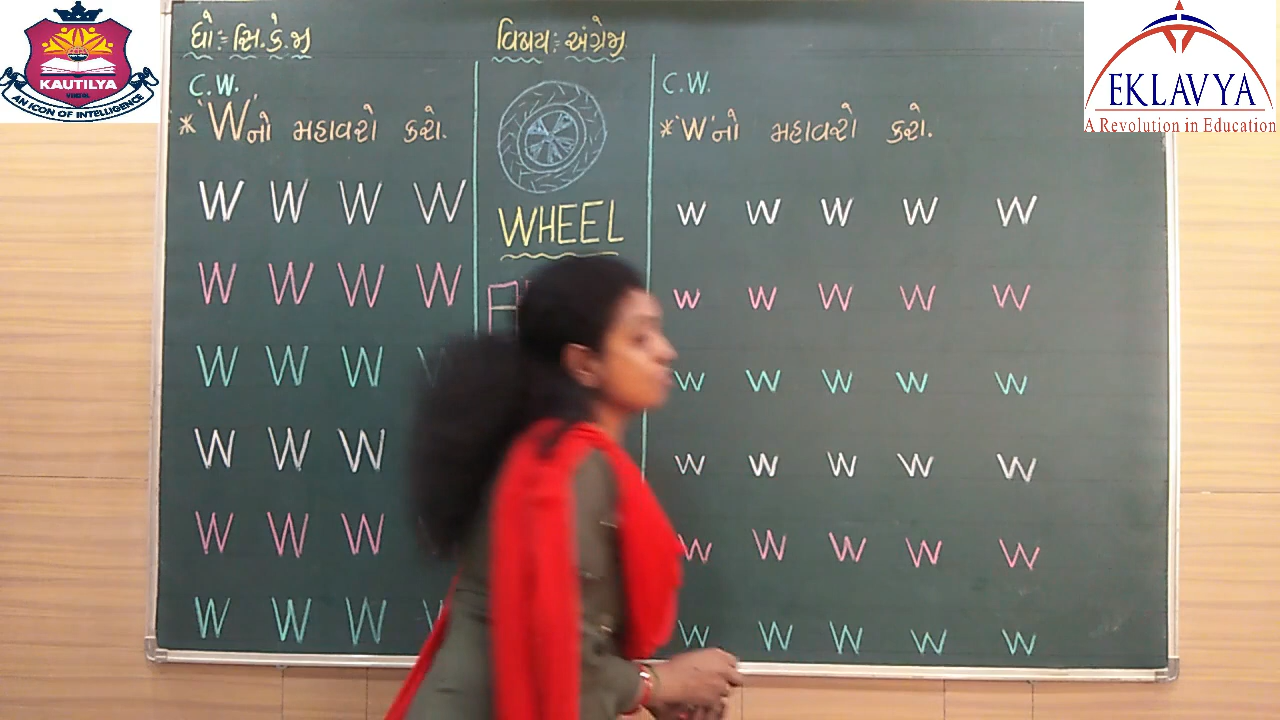 KAUTILYA
AN ICON OF INTELLIGENCE
EKLAVYA
A Revolution in Education
ધો :- સિ.કે.જી
વિષય :- અંગ્રેજી.
C.W.
* 'W' નો મહાવરો કરો.
W W W W
W W W W
W W W W
W W W
W W W
W W W W
WHEEL
C.W.
* 'w' નો મહાવરો કરો.
w w w w w
w w w w w
w w w w w
w w w w w
w w w w w
w w w w w